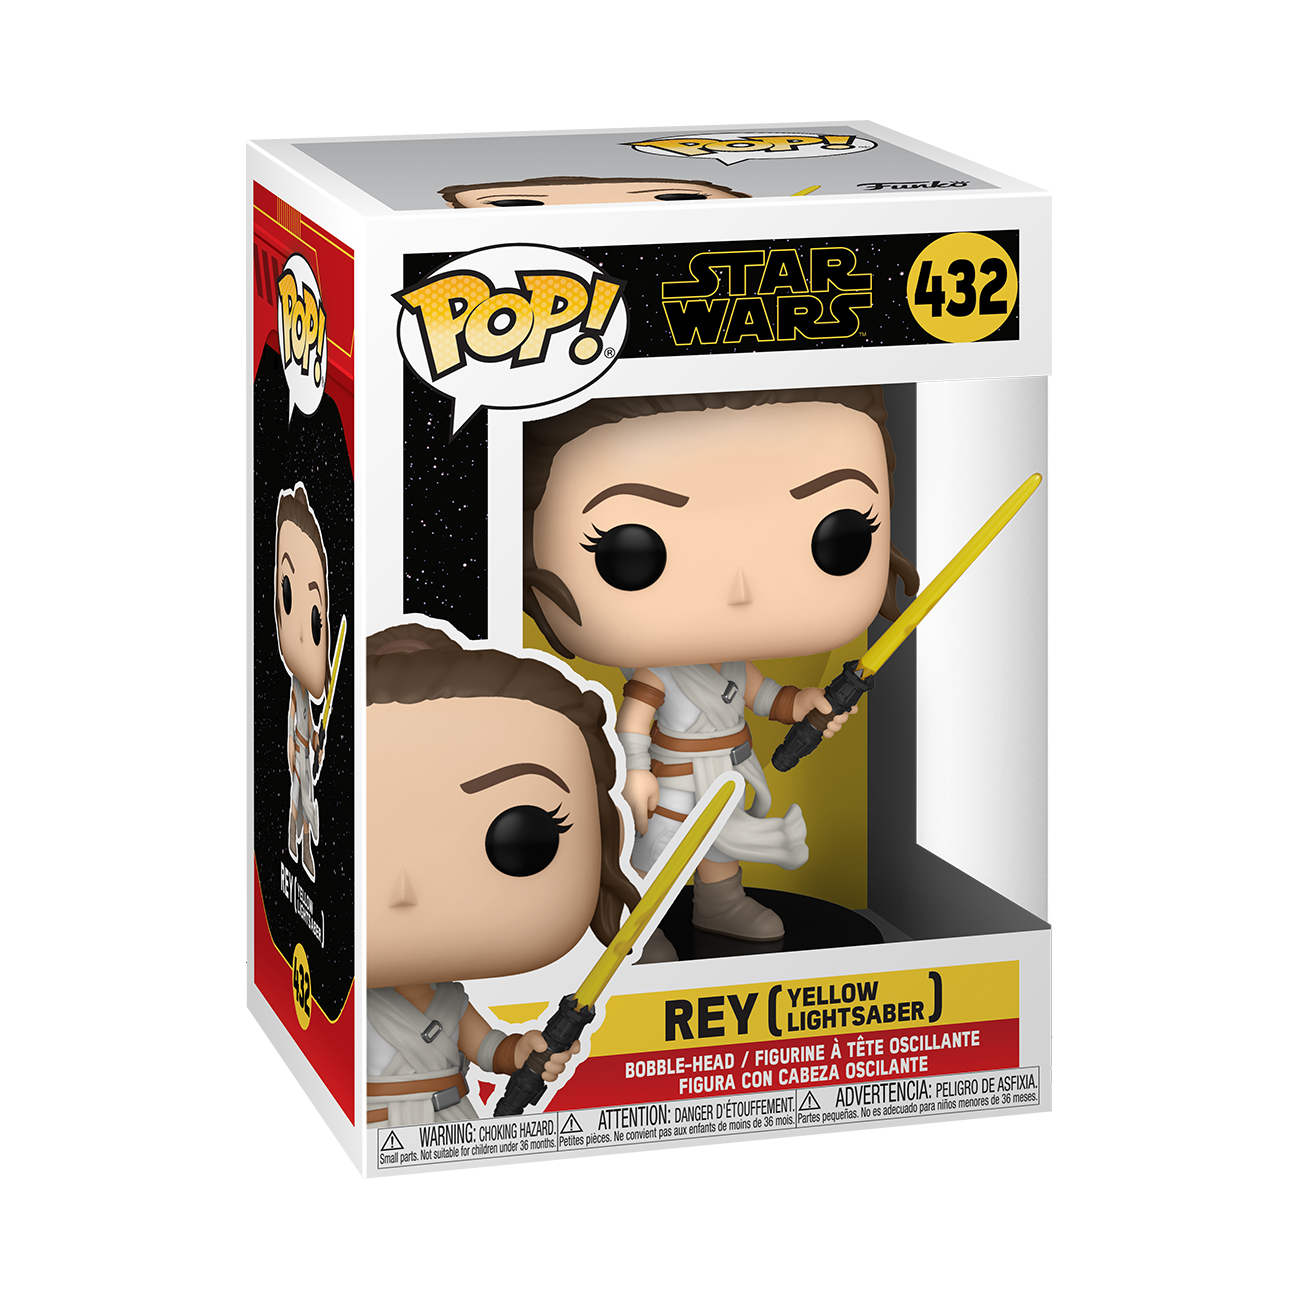 POP!
Funko
POP!
REY (YELLOW
LIGHTSABER)
432
POP!®
STAR
WARS™
432
REY (YELLOW
LIGHTSABER)
BOBBLE-HEAD / FIGURINE À TÊTE OSCILLANTE
FIGURA CON CABEZA OSCILANTE
WARNING: CHOKING HAZARD.
Small parts. Not suitable for children under 36 months.
ATTENTION: DANGER D'ÉTOUFFEMENT.
Petites pièces. Ne convient pas aux enfants de moins de 36 mois.
ADVERTENCIA: PELIGRO DE ASFIXIA.
Partes pequeñas. No es adecuado para niños menores de 36 meses.